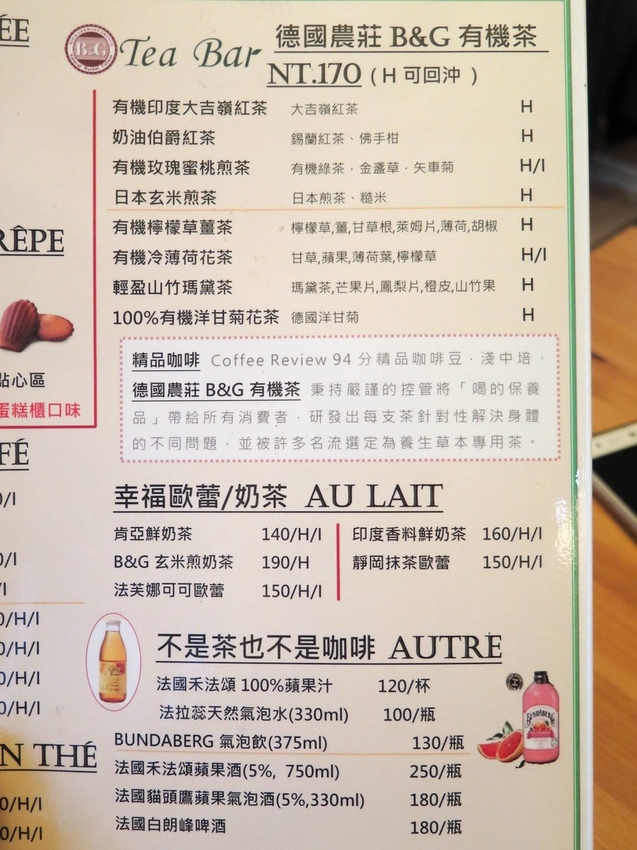 ÉE
B&G
Tea Bar
德國農莊 B&G 有機茶
NT.170 ( H 可回沖 )
有機印度大吉嶺紅茶 大吉嶺紅茶 H
奶油伯爵紅茶 錫蘭紅茶、佛手柑 H
有機玫瑰蜜桃煎茶 有機綠茶．金盞草．矢車菊 H/I
日本玄米煎茶 日本煎茶、糙米 H
有機檸檬草薑茶 檸檬草,薑,甘草根,萊姆片,薄荷,胡椒 H
有機冷薄荷花茶 甘草,蘋果,薄荷葉,檸檬草 H/I
輕盈山竹瑪黛茶 瑪黛茶,芒果片,鳳梨片,橙皮,山竹果 H
100%有機洋甘菊花茶 德國洋甘菊 H
RÊPE
點心區
蛋糕櫃口味
精品咖啡 Coffee Review 94 分精品咖啡豆．淺中培．
德國農莊 B&G 有機茶 秉持嚴謹的控管將「喝的保養
品」帶給所有消費者．研發出每支茶針對性解決身體
的不同問題．並被許多名流選定為養生草本專用茶。
FÉ
0/I
0/I
/I
0/H/I
0/H/I
0/H/I
0/H/I
幸福歐蕾/奶茶 AU LAIT
肯亞鮮奶茶 140/H/I
B&G 玄米煎奶茶 190/H
法芙娜可可歐蕾 150/H/I
印度香料鮮奶茶 160/H/I
靜岡抹茶歐蕾 150/H/I
不是茶也不是咖啡 AUTRE
法國禾法頌 100%蘋果汁 120/杯
法拉蕊天然氣泡水(330ml) 100/瓶
BUNDABERG 氣泡飲(375ml) 130/瓶
法國禾法頌蘋果酒(5%, 750ml) 250/瓶
法國貓頭鷹蘋果氣泡酒(5%,330ml) 180/瓶
法國白朗峰啤酒 180/瓶
BUNDABERG
N THÉ
0/H/I
0/H/I